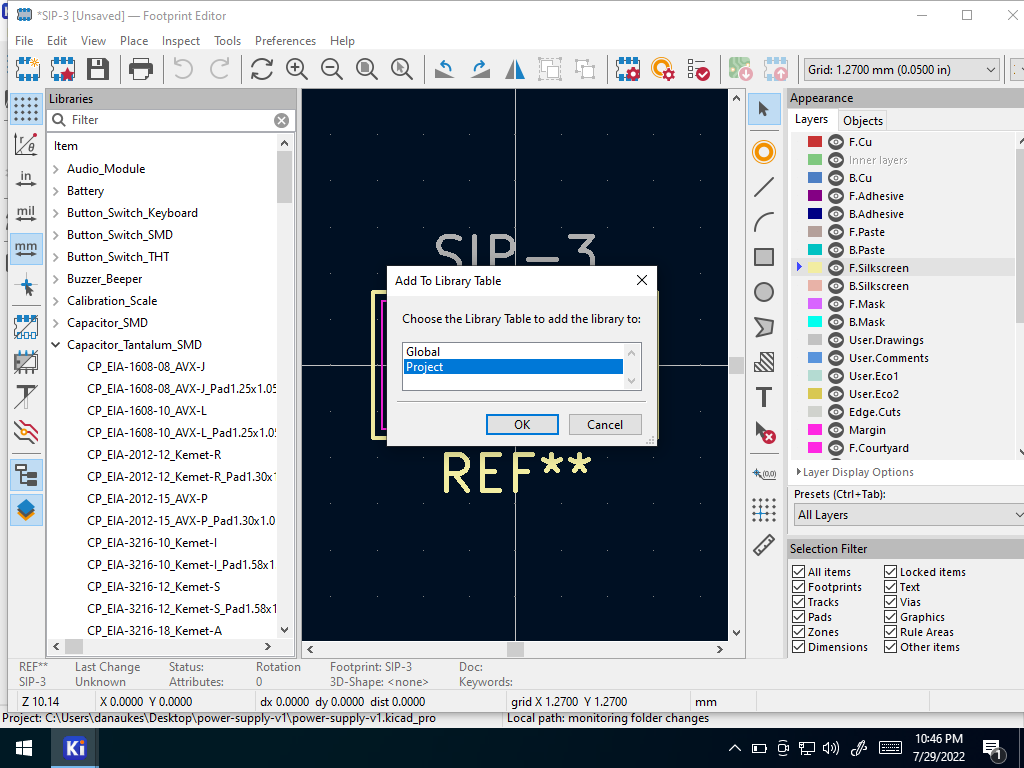 *SIP-3 [Unsaved] — Footprint Editor
File Edit View Place Inspect Tools Preferences Help
Grid: 1.2700 mm (0.0500 in)
Libraries
Filter
Item
Audio_Module
Battery
Button_Switch_Keyboard
Button_Switch_SMD
Button_Switch_THT
Buzzer_Beeper
Calibration_Scale
Capacitor_SMD
Capacitor_Tantalum_SMD
CP_EIA-1608-08_AVX-J
CP_EIA-1608-08_AVX-J_Pad1.25x1.05
CP_EIA-1608-10_AVX-L
CP_EIA-1608-10_AVX-L_Pad1.25x1.05
CP_EIA-2012-12_Kemet-R
CP_EIA-2012-12_Kemet-R_Pad1.30x1
CP_EIA-2012-15_AVX-P
CP_EIA-2012-15_AVX-P_Pad1.30x1.0
CP_EIA-3216-10_Kemet-I
CP_EIA-3216-10_Kemet-I_Pad1.58x1
CP_EIA-3216-12_Kemet-S
CP_EIA-3216-12_Kemet-S_Pad1.58x1
CP_EIA-3216-18_Kemet-A
in
mil
mm
SIP-3
REF**
Add To Library Table
Choose the Library Table to add the library to:
Global
Project
OK Cancel
(0,0)
Appearance
Layers Objects
F.Cu
Inner layers
B.Cu
F.Adhesive
B.Adhesive
F.Paste
B.Paste
F.Silkscreen
B.Silkscreen
F.Mask
B.Mask
User.Drawings
User.Comments
User.Eco1
User.Eco2
Edge.Cuts
Margin
F.Courtyard
Layer Display Options
Presets (Ctrl+Tab):
All Layers
Selection Filter
All items Locked items
Footprints Text
Tracks Vias
Pads Graphics
Zones Rule Areas
Dimensions Other items
REF** Last Change Status: Rotation Footprint: SIP-3 Doc:
SIP-3 Unknown Attributes: 0 3D-Shape: <none> Keywords:
Z 10.14 X 0.0000 Y 0.0000 dx 0.0000 dy 0.0000 dist 0.0000 grid X 1.2700 Y 1.2700 mm
Project: C:\Users\danaukes\Desktop\power-supply-v1\power-supply-v1.kicad_pro Local path: monitoring folder changes
Ki
10:46 PM
7/29/2022
1